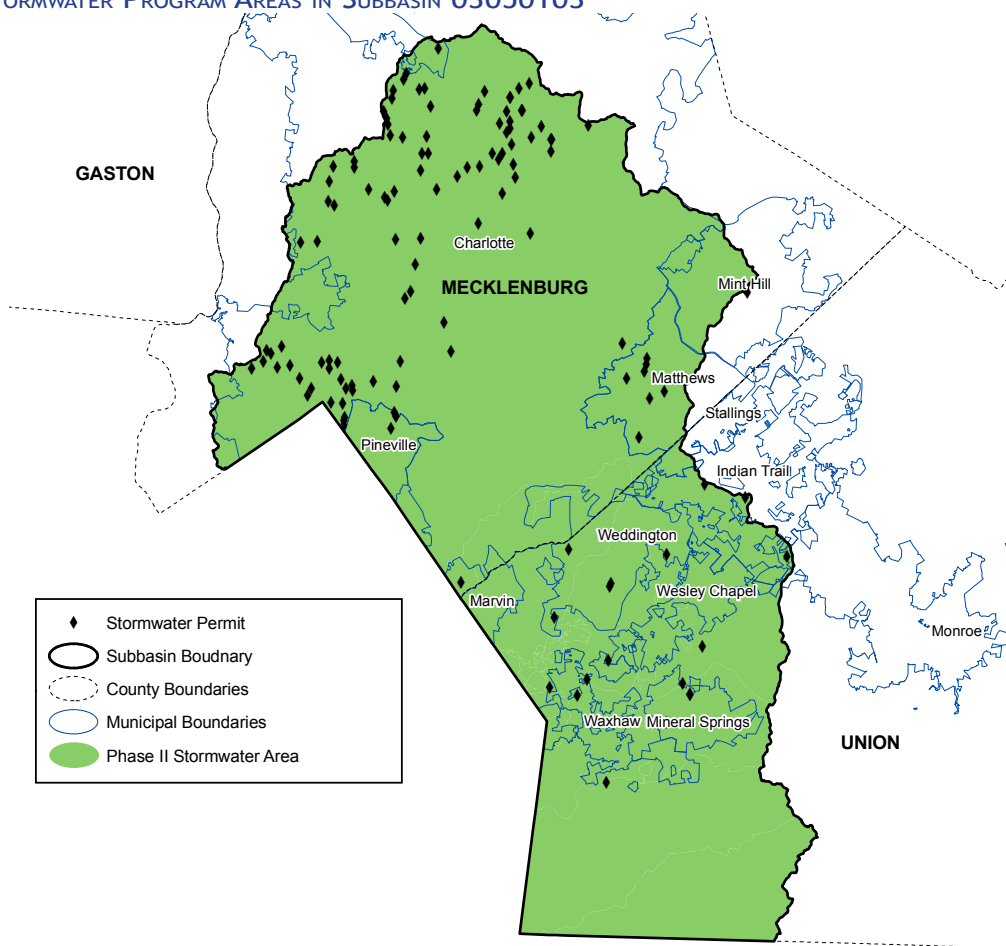 TORMWATER PROGRAM AREAS IN SUBBASIN 03050103
GASTON
Charlotte
MECKLENBURG
Mint Hill
Matthews
Stallings
Pineville
Indian Trail
Weddington
Wesley Chapel
Marvin
Monroe
Waxhaw
Mineral Springs
UNION
Stormwater Permit
Subbasin Boudnary
County Boundaries
Municipal Boundaries
Phase II Stormwater Area